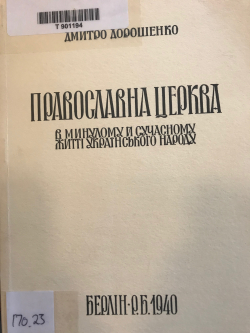 T 901194
ДМИТРО ДОРОШЕНКО
ПРАВОСЛАВНА ЦЕРКВА
В МИНУЛОМУ Й СУЧАСНОМУ
ЖИТТІ УКРАЇНСЬКОГО НАРОДУ
БЕРЛІН · Р. Б. 1940
170.23